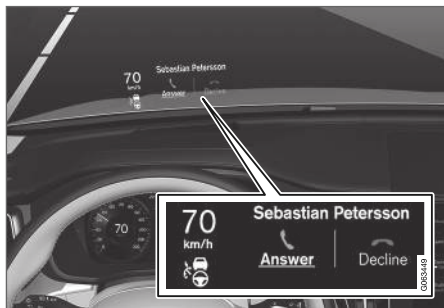 70
km/h
Sebastian Petersson
Answer
Decline
70
70
km/h
Sebastian Petersson
Answer
Decline
G063449